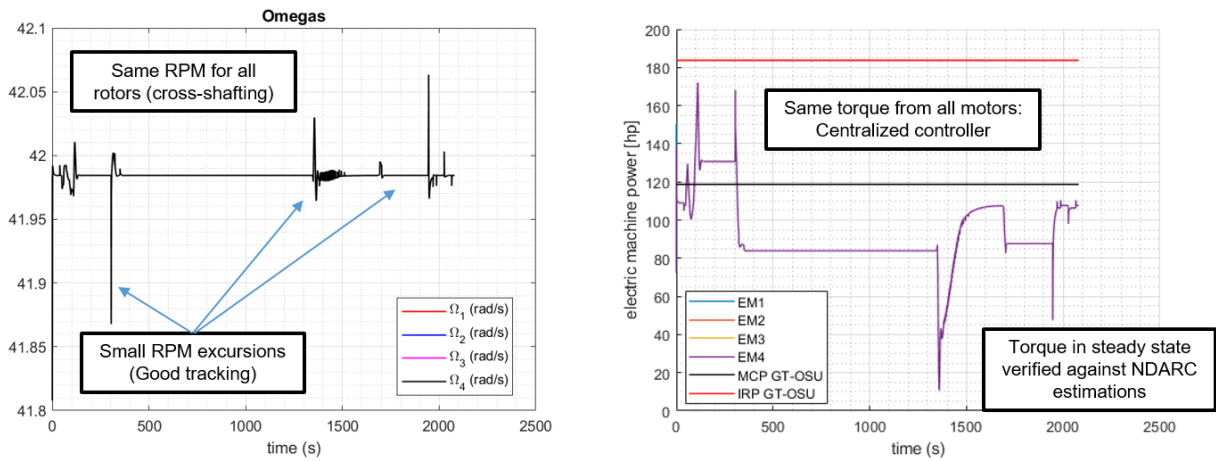 Omegas
42.1
42.05
42
41.95
41.9
41.85
41.8
Same RPM for all
rotors (cross-shafting)
Small RPM excursions
(Good tracking)
Ω1 (rad/s)
Ω2 (rad/s)
Ω3 (rad/s)
Ω4 (rad/s)
0 500 1000 1500 2000 2500
time (s)
electric machine power [hp]
200
180
160
140
120
100
80
60
40
20
0
Same torque from all motors:
Centralized controller
EM1
EM2
EM3
EM4
MCP GT-OSU
IRP GT-OSU
Torque in steady state
verified against NDARC
estimations
0 500 1000 1500 2000 2500
time (s)